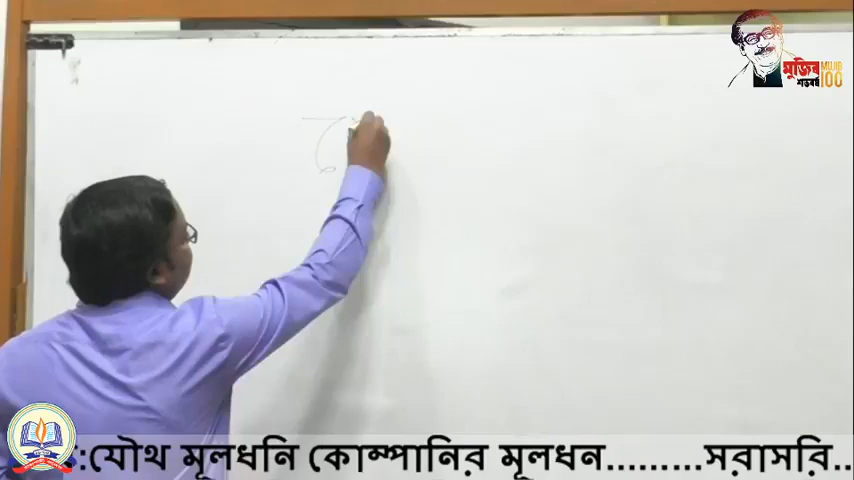 মুজিব MUJIB
শতবর্ষ 100
:যৌথ মূলধনি কোম্পানির মূলধন.........সরাসরি..